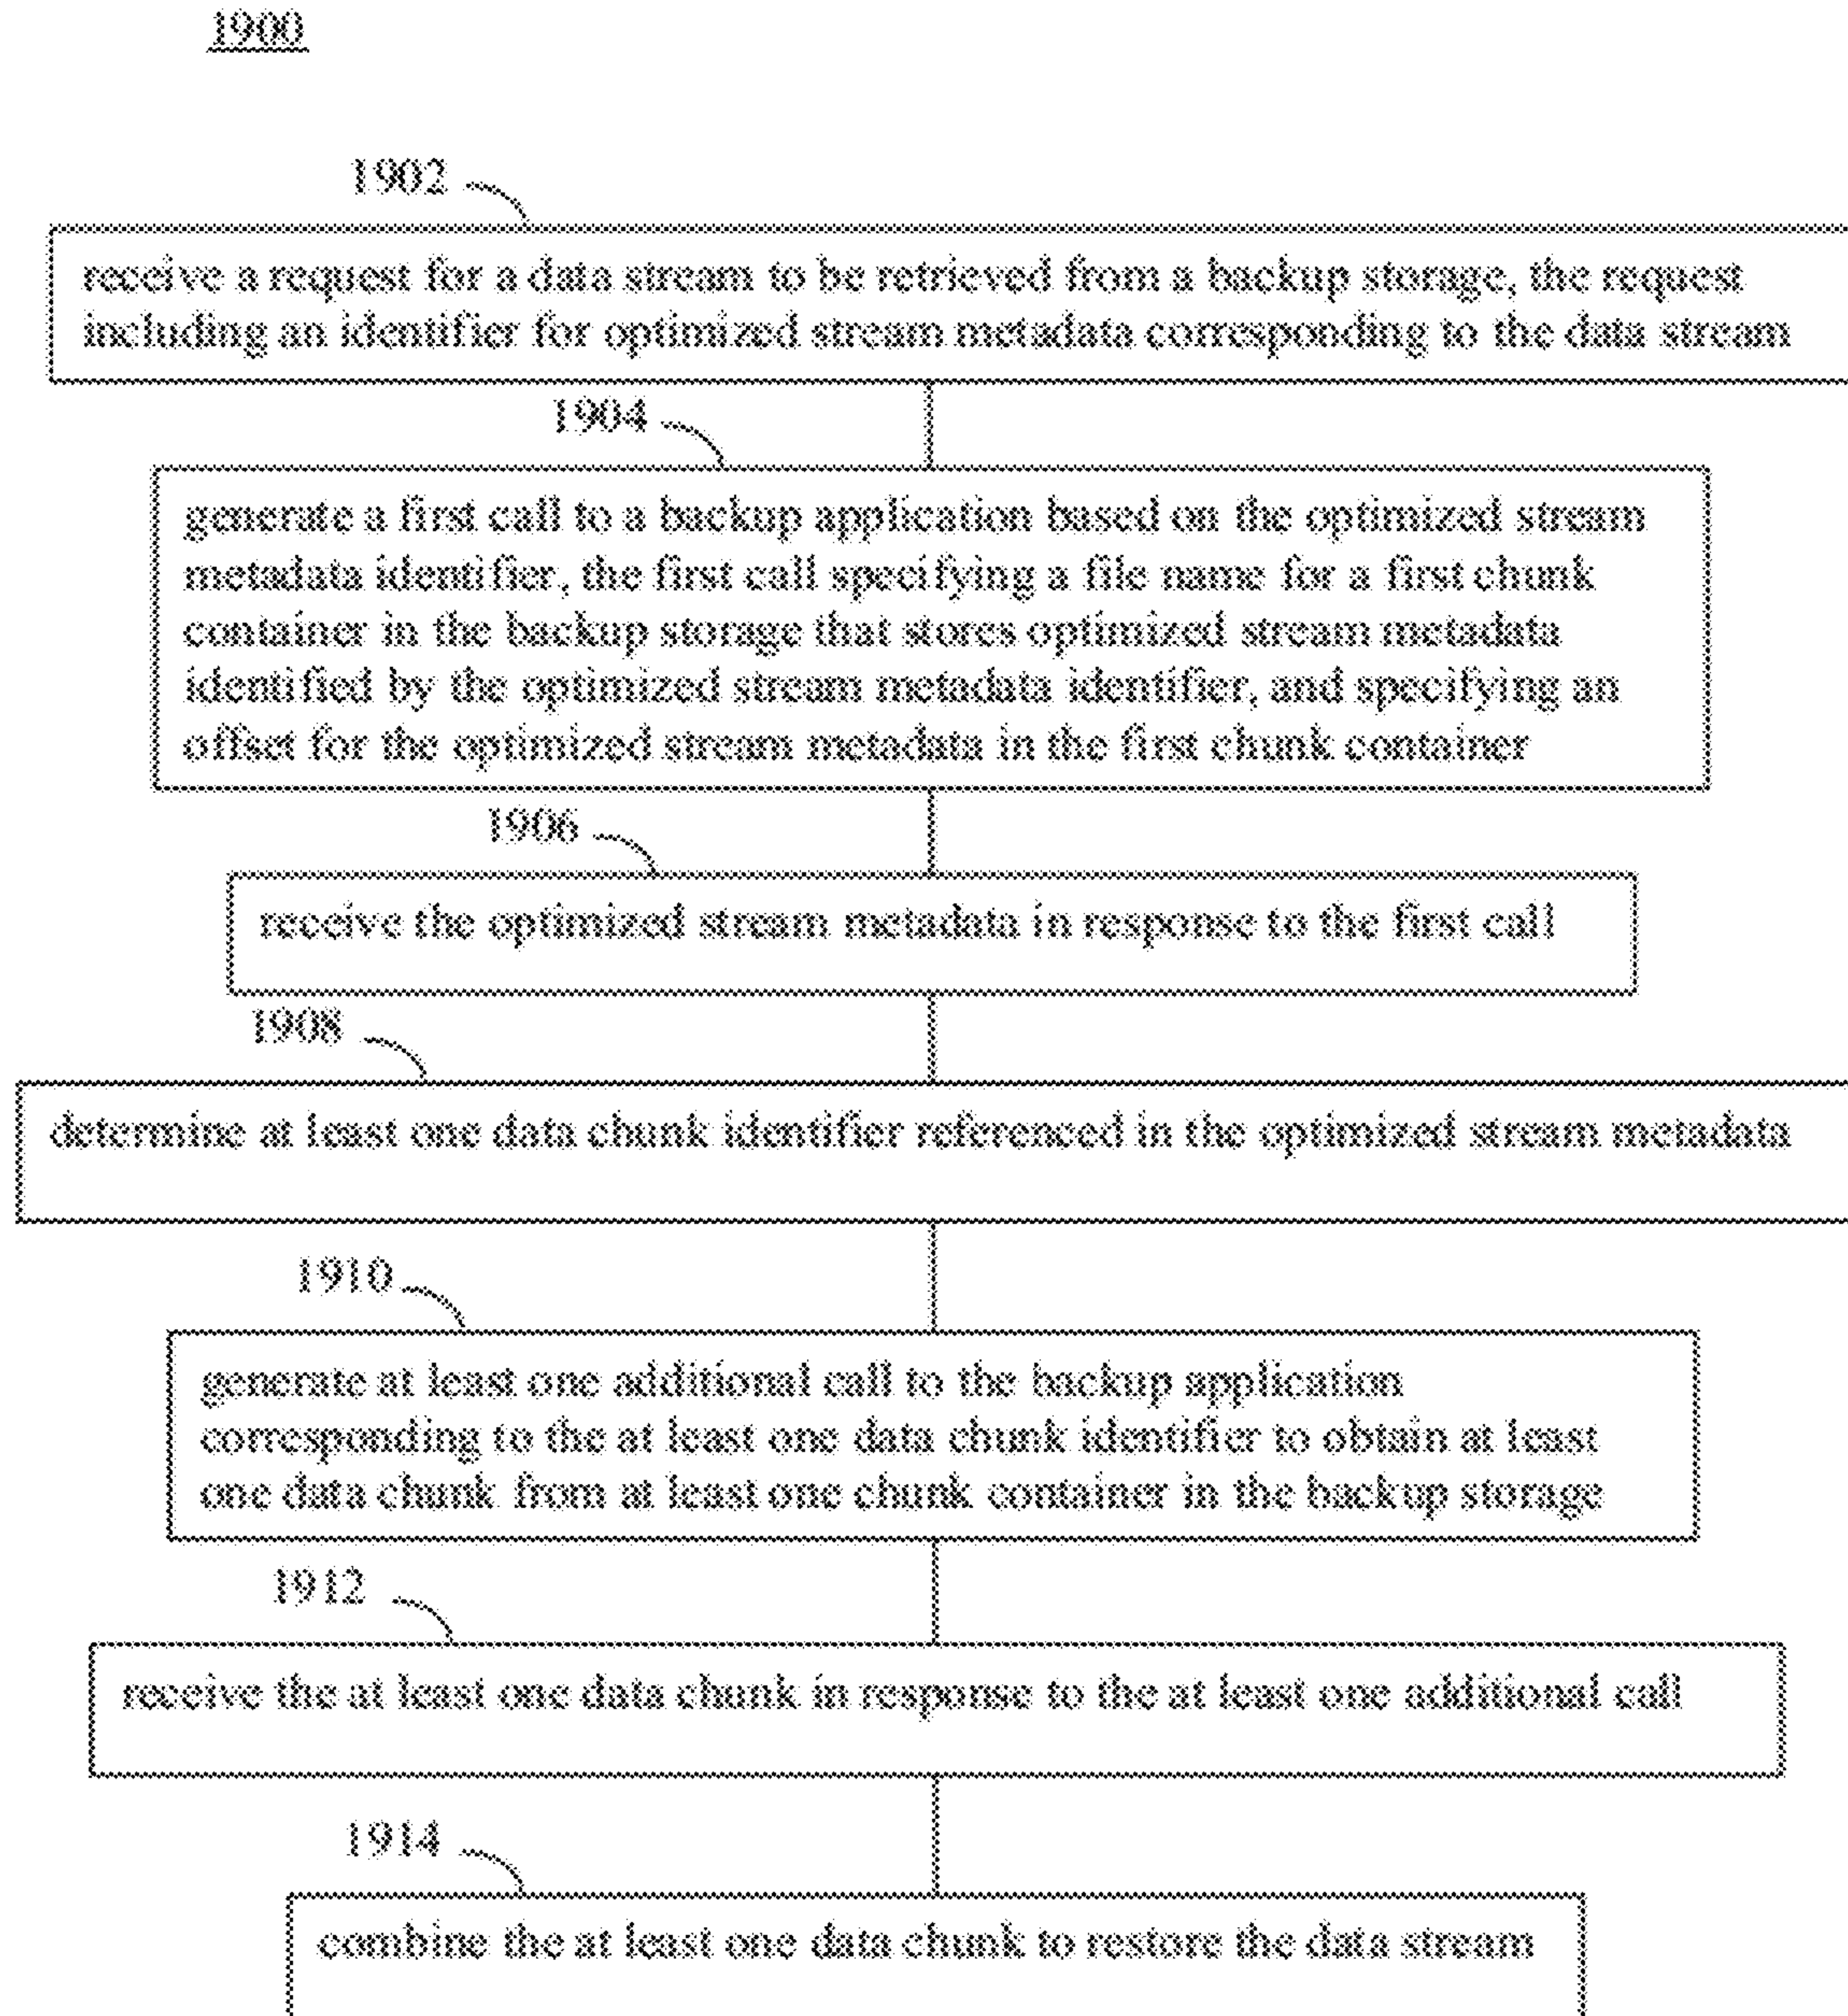 1900
1902
receive a request for a data stream to be retrieved from a backup storage, the request
including an identifier for optimized stream metadata corresponding to the data stream
1904
generate a first call to a backup application based on the optimized stream
metadata identifier, the first call specifying a file name for a first chunk
container in the backup storage that stores optimized stream metadata
identified by the optimized stream metadata identifier, and specifying an
offset for the optimized stream metadata in the first chunk container
1906
receive the optimized stream metadata in response to the first call
1908
determine at least one data chunk identifier referenced in the optimized stream metadata
1910
generate at least one additional call to the backup application
corresponding to the at least one data chunk identifier to obtain at least
one data chunk from at least one chunk container in the backup storage
1912
receive the at least one data chunk in response to the at least one additional call
1914
combine the at least one data chunk to restore the data stream